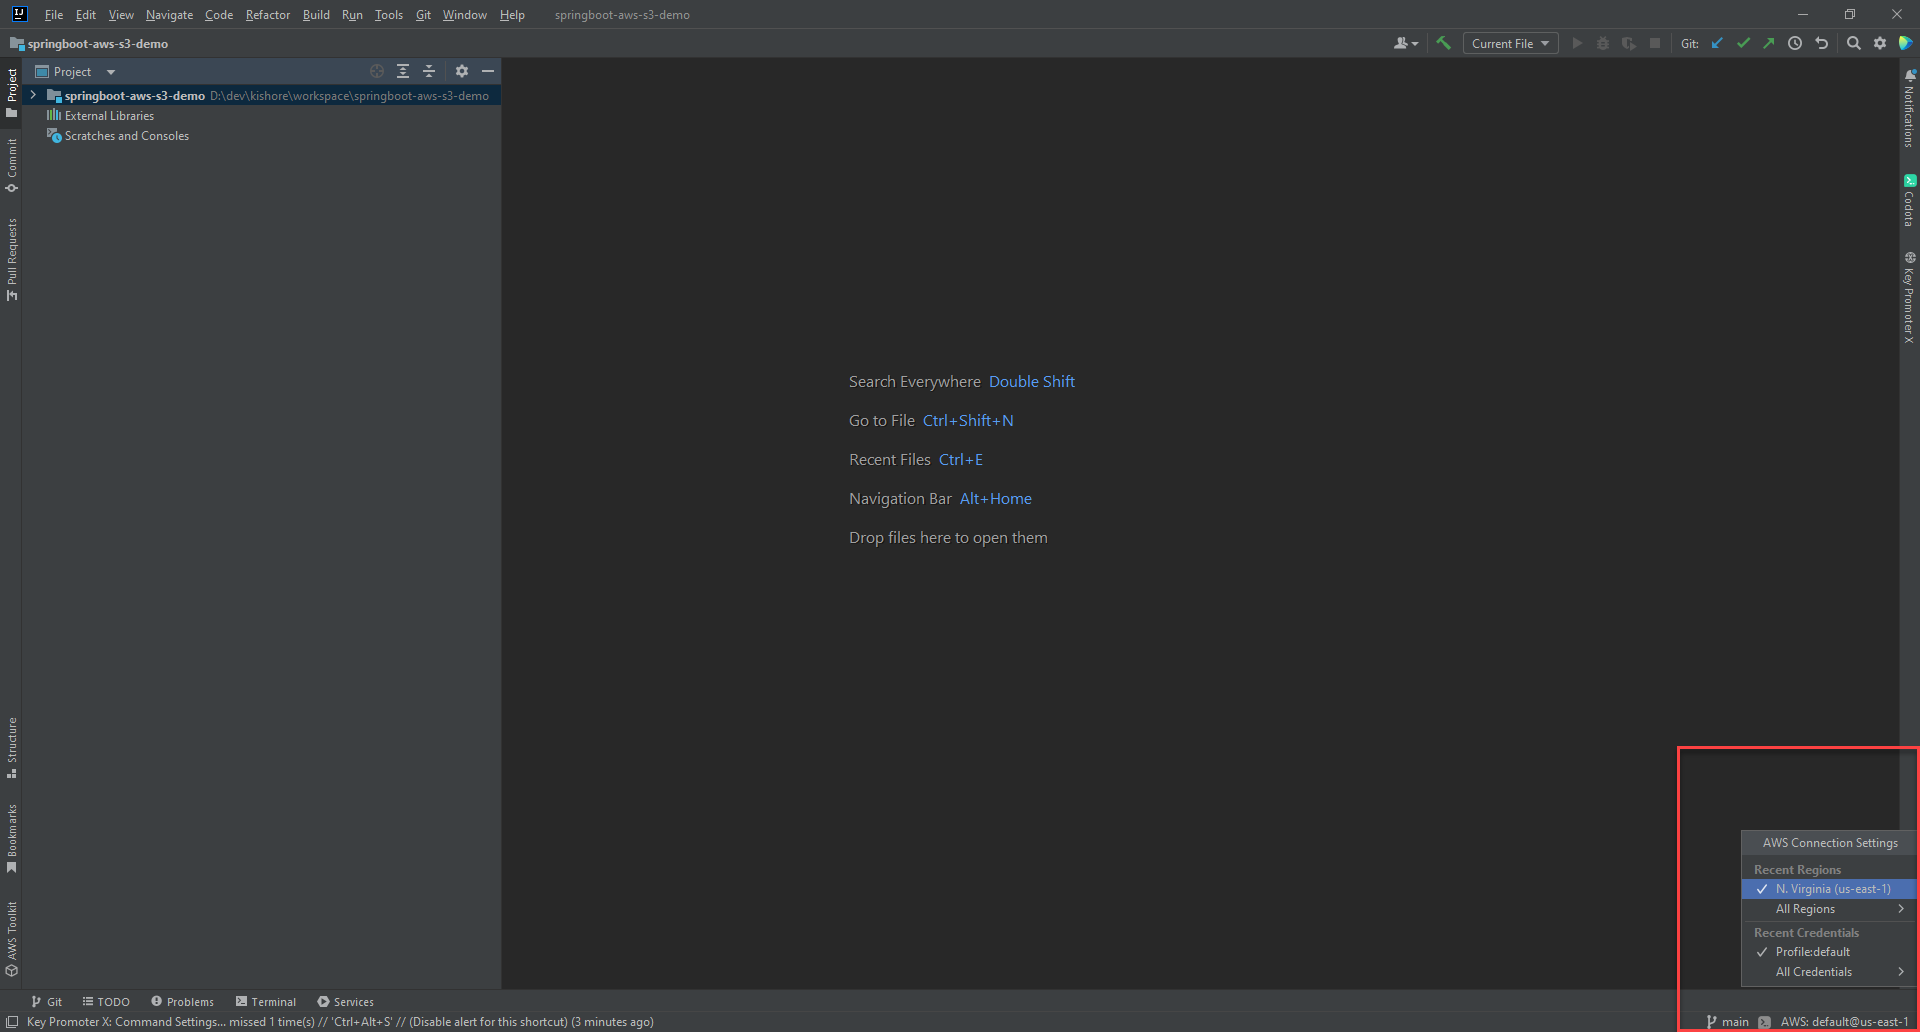 IJ File Edit View Navigate Code Refactor Build Run Tools Git Window Help springboot-aws-s3-demo
springboot-aws-s3-demo
Current File
Git:
Project
springboot-aws-s3-demo D:\dev\kishore\workspace\springboot-aws-s3-demo
External Libraries
Scratches and Consoles
Project
Commit
Pull Requests
Structure
Bookmarks
AWS Toolkit
Search Everywhere Double Shift
Go to File Ctrl+Shift+N
Recent Files Ctrl+E
Navigation Bar Alt+Home
Drop files here to open them
Notifications
Codota
Key Promoter X
AWS Connection Settings
Recent Regions
N. Virginia (us-east-1)
All Regions
Recent Credentials
Profile:default
All Credentials
Git TODO Problems Terminal Services
Key Promoter X: Command Settings... missed 1 time(s) // 'Ctrl+Alt+S' // (Disable alert for this shortcut) (3 minutes ago)
main AWS: default@us-east-1